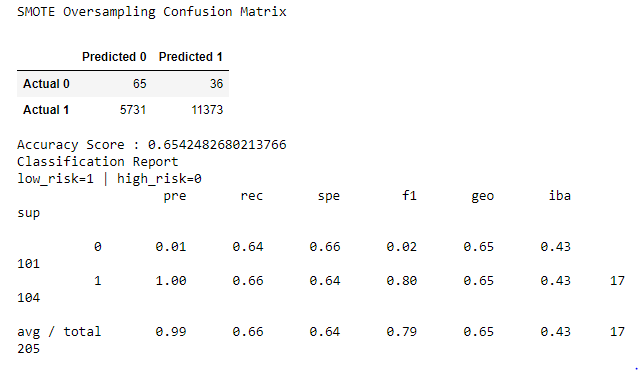 SMOTE Oversampling Confusion Matrix
Predicted 0 Predicted 1
Actual 0 65 36
Actual 1 5731 11373
Accuracy Score : 0.6542482680213766
Classification Report
low_risk=1 | high_risk=0
pre rec spe f1 geo iba
sup
0 0.01 0.64 0.66 0.02 0.65 0.43
101
1 1.00 0.66 0.64 0.80 0.65 0.43 17
104
avg / total 0.99 0.66 0.64 0.79 0.65 0.43 17
205